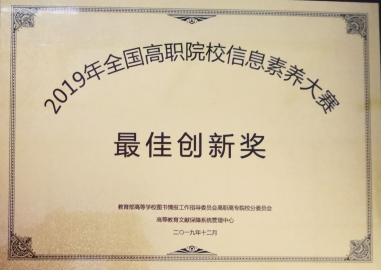 2019年全国高职院校信息素养大赛
最佳创新奖
教育部高等学校图书情报工作指导委员会高职高专院校分委员会
高等教育文献保障系统管理中心
二〇一九年十二月